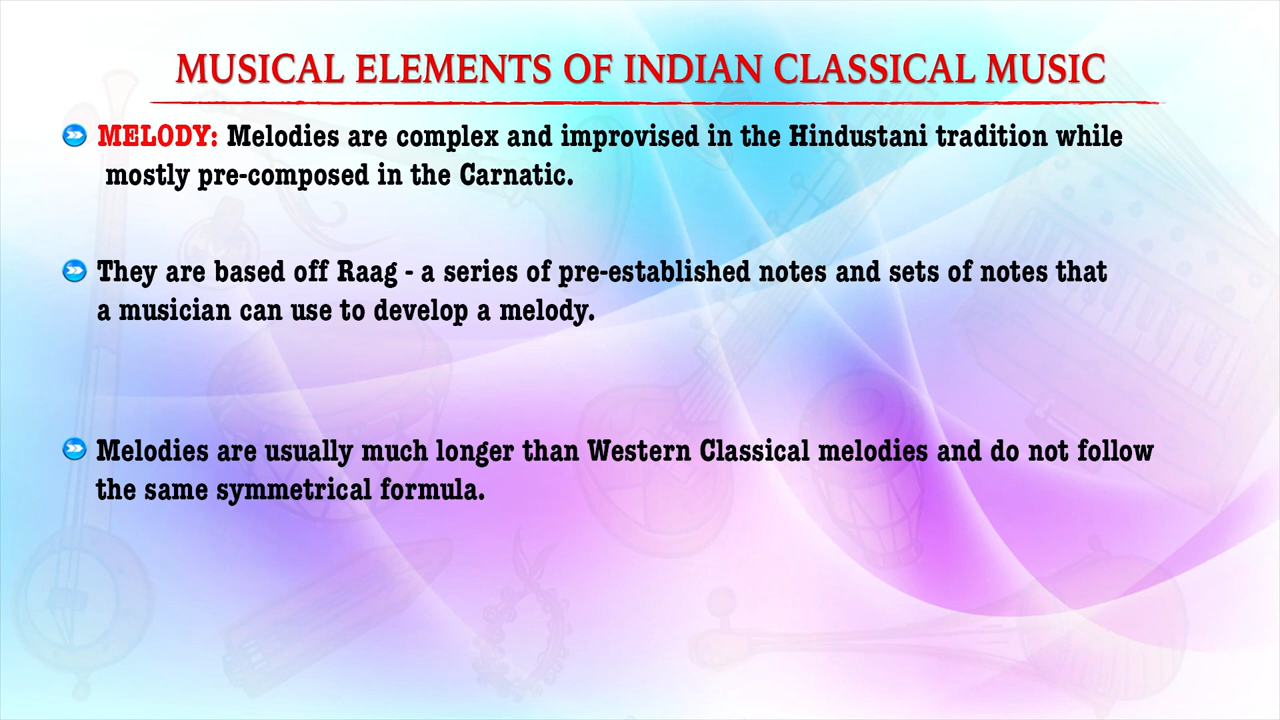 MUSICAL ELEMENTS OF INDIAN CLASSICAL MUSIC
MELODY: Melodies are complex and improvised in the Hindustani tradition while
mostly pre-composed in the Carnatic.
They are based off Raag - a series of pre-established notes and sets of notes that
a musician can use to develop a melody.
Melodies are usually much longer than Western Classical melodies and do not follow
the same symmetrical formula.